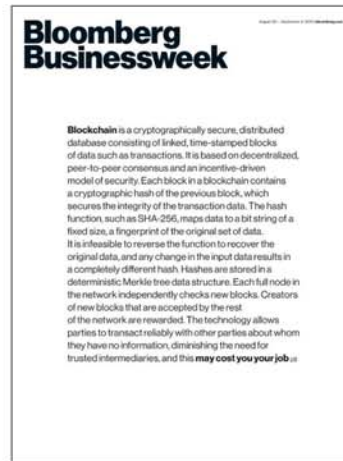 Bloomberg
Businessweek
Blockchain is a cryptographically secure, distributed
database consisting of linked, time-stamped blocks
of data such as transactions. It is based on decentralized,
peer-to-peer consensus and an incentive-driven
model of security. Each block in a blockchain contains
a cryptographic hash of the previous block, which
secures the integrity of the transaction data. The hash
function, such as SHA-256, maps data to a bit string of a
fixed size, a fingerprint of the original set of data.
It is infeasible to reverse the function to recover the
original data, and any change in the input data results in
a completely different hash. Hashes are stored in a
deterministic Merkle tree data structure. Each full node in
the network independently checks new blocks. Creators
of new blocks that are accepted by the rest
of the network are rewarded. The technology allows
parties to transact reliably with other parties about whom
they have no information, diminishing the need for
trusted intermediaries, and this may cost you your job